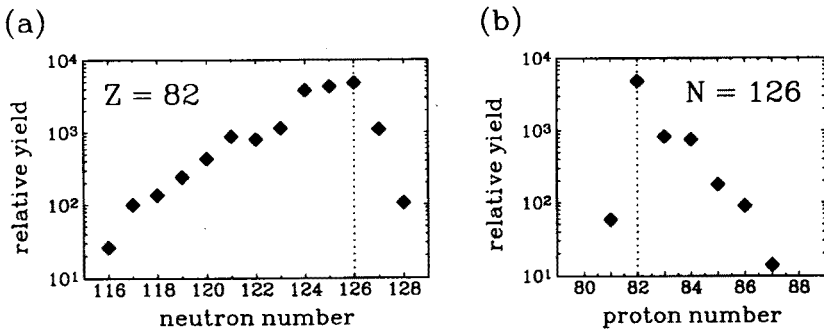 (a)
relative yield
10⁴
10³
10²
10¹
Z = 82
116 118 120 122 124 126 128
neutron number
(b)
relative yield
10⁴
10³
10²
10¹
N = 126
80 82 84 86 88
proton number